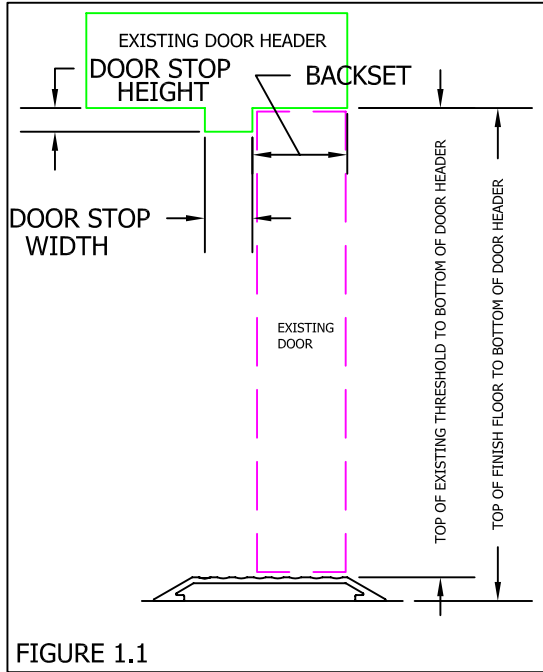 EXISTING DOOR HEADER
DOOR STOP
HEIGHT
BACKSET
DOOR STOP
WIDTH
EXISTING
DOOR
TOP OF EXISTING THRESHOLD TO BOTTOM OF DOOR HEADER
TOP OF FINISH FLOOR TO BOTTOM OF DOOR HEADER
FIGURE 1.1